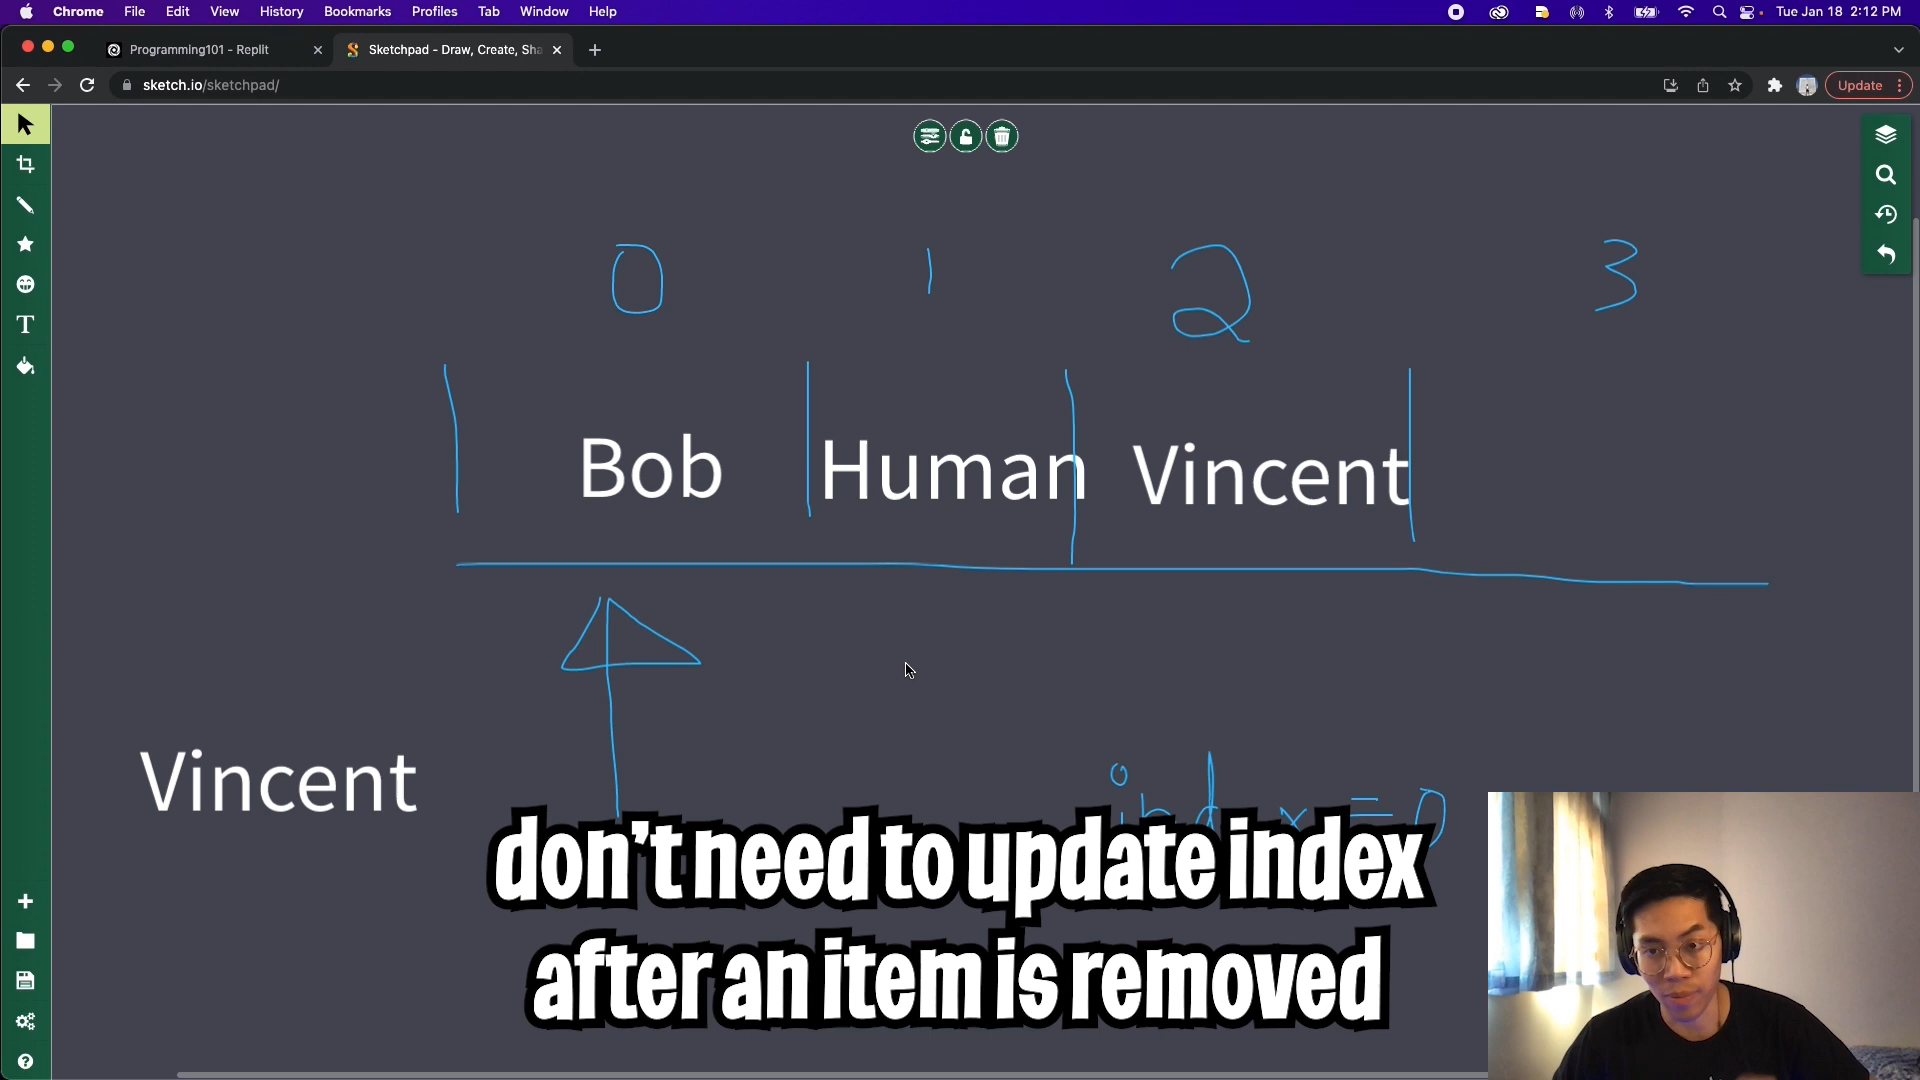 Chrome File Edit View History Bookmarks Profiles Tab Window Help Tue Jan 18 2:12 PM
Programming101 - Replit Sketchpad - Draw, Create, Sha
sketch.io/sketchpad/ Update
0 1 2 3
Bob Human Vincent
T
Vincent
don't need to update index
after an item is removed